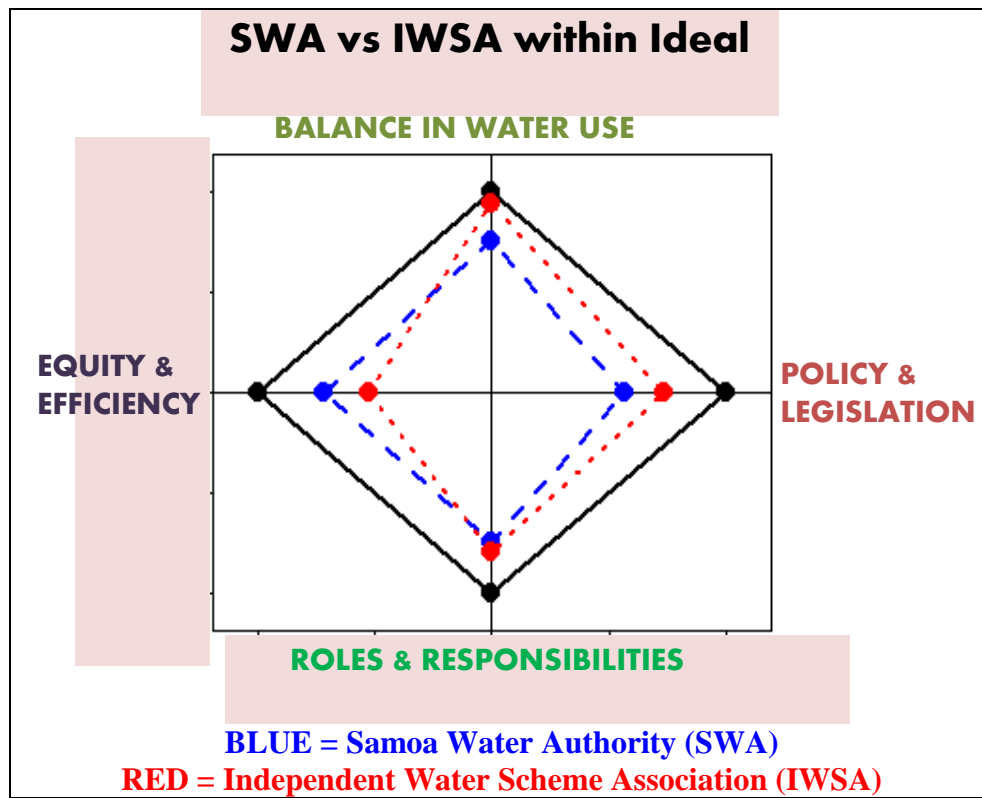 SWA vs IWSA within Ideal
BALANCE IN WATER USE
EQUITY &
EFFICIENCY
POLICY &
LEGISLATION
ROLES & RESPONSIBILITIES
BLUE = Samoa Water Authority (SWA)
RED = Independent Water Scheme Association (IWSA)